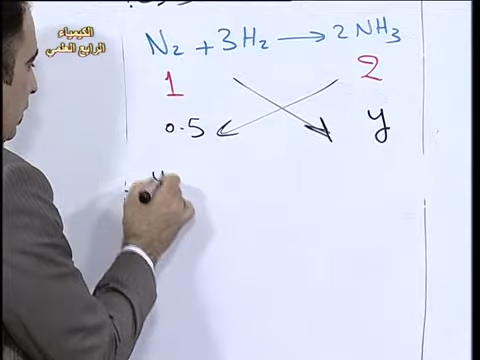 الكيمياء
الرابع العلمي
N₂ + 3H₂ ⟶ 2NH₃
1 2
0.5 y
y